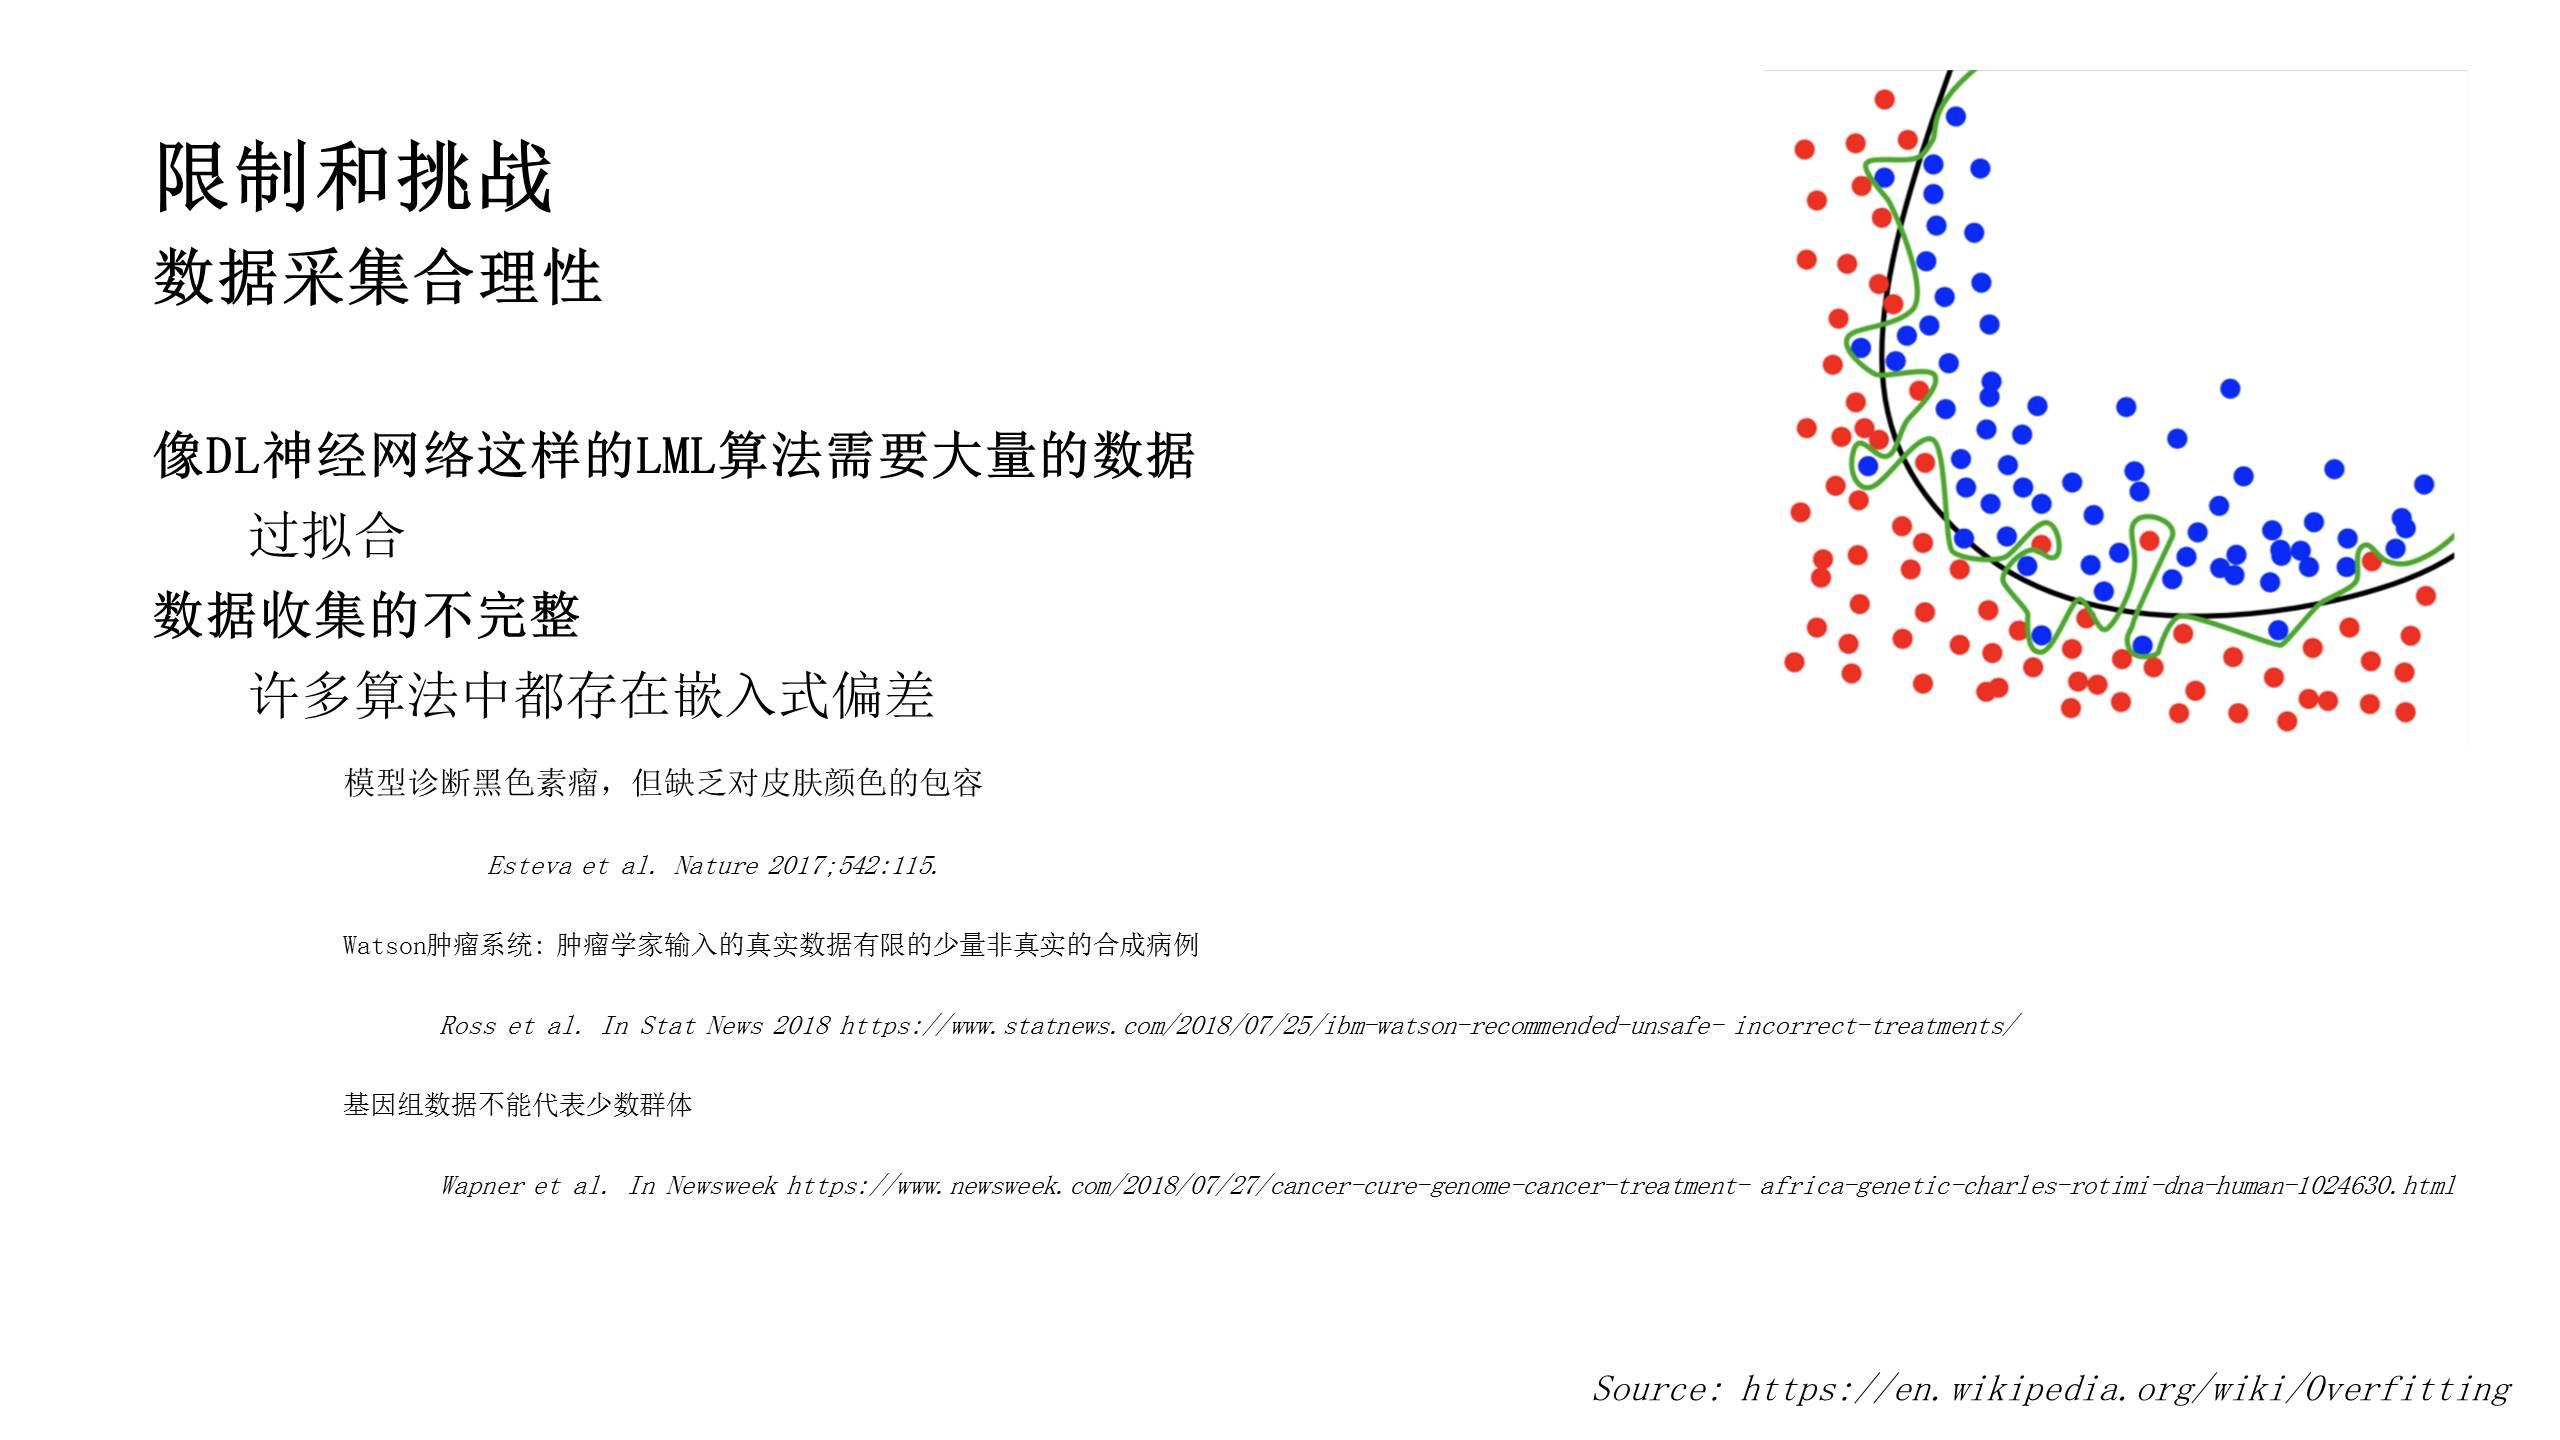 限制和挑战
数据采集合理性
像DL神经网络这样的LML算法需要大量的数据
过拟合
数据收集的不完整
许多算法中都存在嵌入式偏差
模型诊断黑色素瘤，但缺乏对皮肤颜色的包容
Esteva et al. Nature 2017;542:115.
Watson肿瘤系统: 肿瘤学家输入的真实数据有限的少量非真实的合成病例
Ross et al. In Stat News 2018 https://www.statnews.com/2018/07/25/ibm-watson-recommended-unsafe- incorrect-treatments/
基因组数据不能代表少数群体
Wapner et al. In Newsweek https://www.newsweek.com/2018/07/27/cancer-cure-genome-cancer-treatment- africa-genetic-charles-rotimi-dna-human-1024630.html
Source: https://en.wikipedia.org/wiki/Overfitting